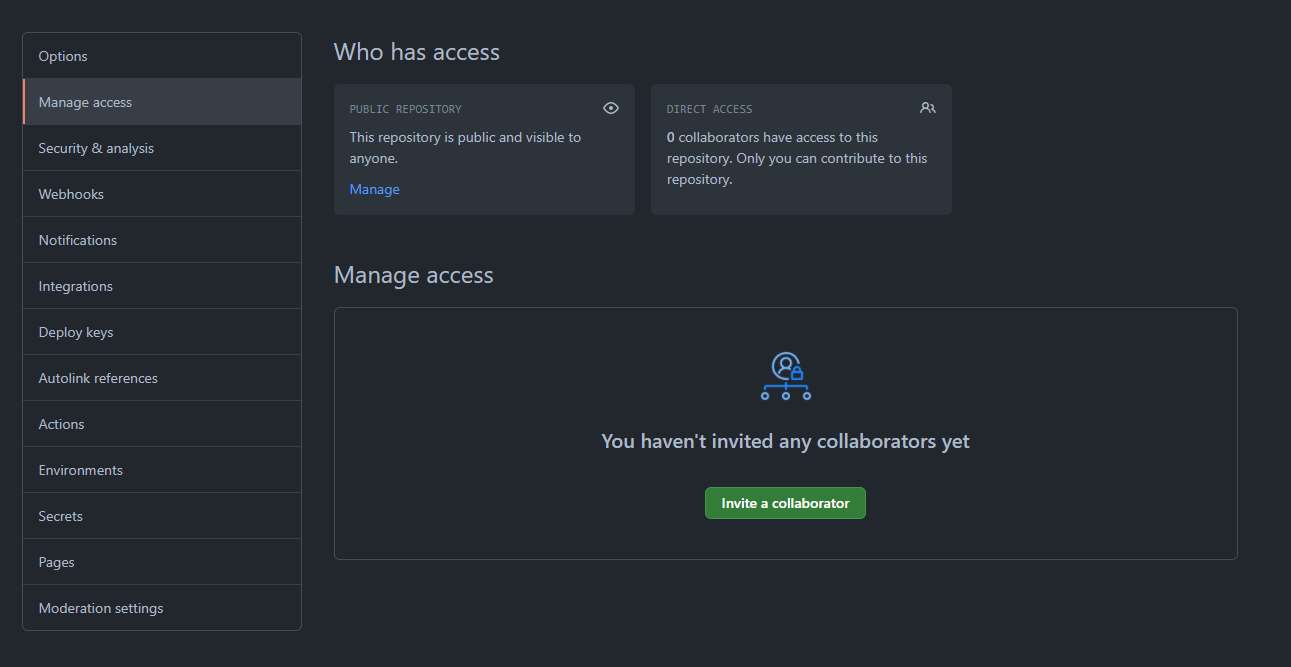 Options
Manage access
Security & analysis
Webhooks
Notifications
Integrations
Deploy keys
Autolink references
Actions
Environments
Secrets
Pages
Moderation settings
Who has access
PUBLIC REPOSITORY
This repository is public and visible to
anyone.
Manage
DIRECT ACCESS
0 collaborators have access to this
repository. Only you can contribute to this
repository.
Manage access
You haven't invited any collaborators yet
Invite a collaborator